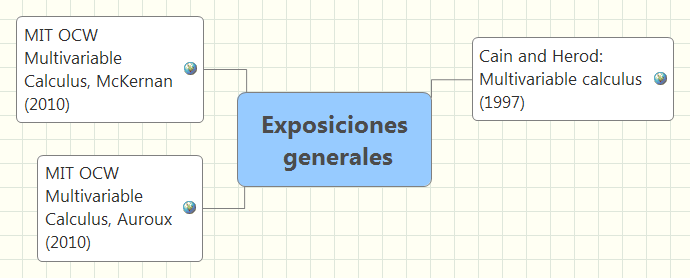 MIT OCW
Multivariable
Calculus, McKernan
(2010)
Cain and Herod:
Multivariable calculus
(1997)
Exposiciones
generales
MIT OCW
Multivariable
Calculus, Auroux
(2010)